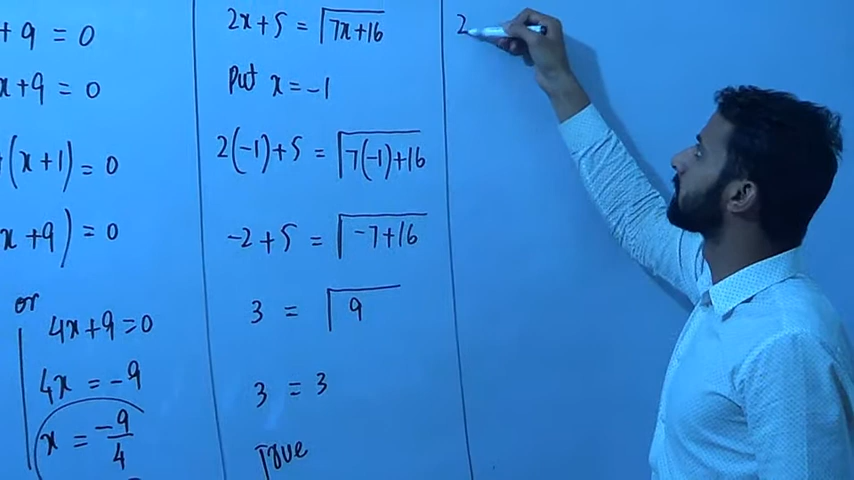 + 9 = 0
x + 9 = 0
(x + 1) = 0
x + 9) = 0
or
4x + 9 = 0
4x = -9
x = -9/4
2x + 5 = √7x+16
Put x = -1
2(-1) + 5 = √7(-1)+16
-2 + 5 = √-7+16
3 = √9
3 = 3
True
2